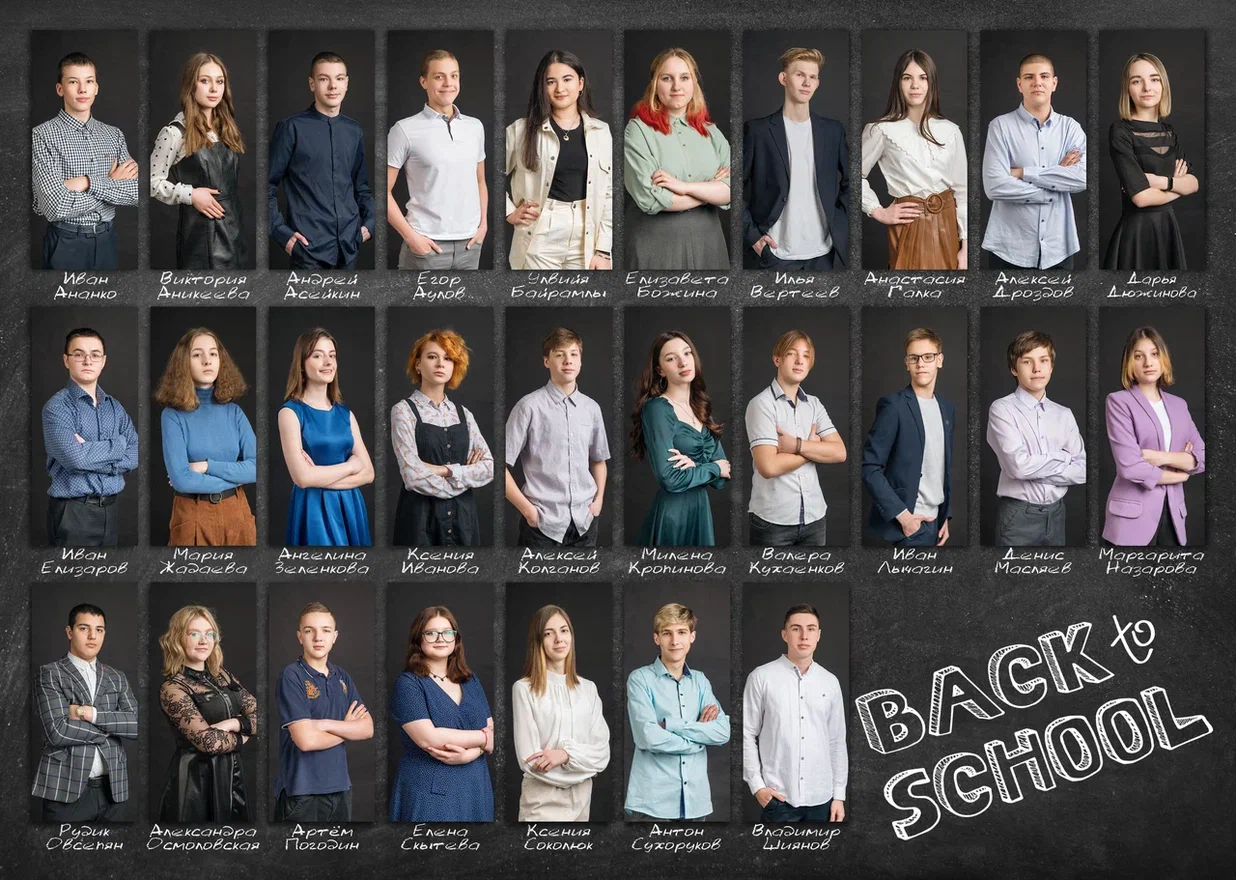 Иван
Ананко
Виктория
Аникеева
Андрей
Асейкин
Егор
Аулов
Улвийя
Байрамлы
Елизавета
Божина
Илья
Вертеев
Анастасия
Галка
Алексей
Дроздов
Дарья
Дюжинова
Иван
Елизаров
Мария
Жадаева
Ангелина
Зеленкова
Ксения
Иванова
Алексей
Колганов
Милена
Кропинова
Валера
Кухаенков
Иван
Лычагин
Денис
Масляев
Маргарита
Назарова
Рудик
Овсепян
Александра
Осмоловская
Артём
Погодин
Елена
Скытева
Ксения
Соколюк
Антон
Сухоруков
Владимир
Шиянов
BACK to
SCHOOL